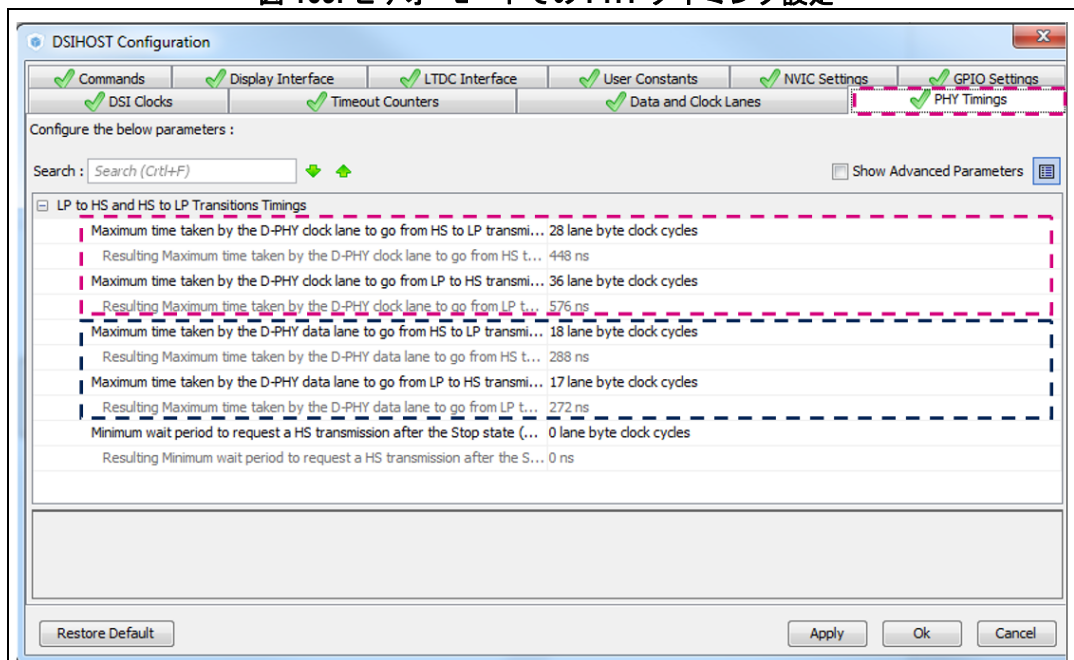 DSIHOST Configuration
Commands
Display Interface
LTDC Interface
User Constants
NVIC Settings
GPIO Settings
DSI Clocks
Timeout Counters
Data and Clock Lanes
PHY Timings
Configure the below parameters :
Search : Search (Crtl+F)
Show Advanced Parameters
LP to HS and HS to LP Transitions Timings
Maximum time taken by the D-PHY clock lane to go from HS to LP transmi... 28 lane byte clock cycles
Resulting Maximum time taken by the D-PHY clock lane to go from HS t... 448 ns
Maximum time taken by the D-PHY clock lane to go from LP to HS transmi... 36 lane byte clock cycles
Resulting Maximum time taken by the D-PHY clock lane to go from LP t... 576 ns
Maximum time taken by the D-PHY data lane to go from HS to LP transmi... 18 lane byte clock cycles
Resulting Maximum time taken by the D-PHY data lane to go from HS t... 288 ns
Maximum time taken by the D-PHY data lane to go from LP to HS transmi... 17 lane byte clock cycles
Resulting Maximum time taken by the D-PHY data lane to go from LP t... 272 ns
Minimum wait period to request a HS transmission after the Stop state (... 0 lane byte clock cycles
Resulting Minimum wait period to request a HS transmission after the S... 0 ns
Restore Default
Apply
Ok
Cancel